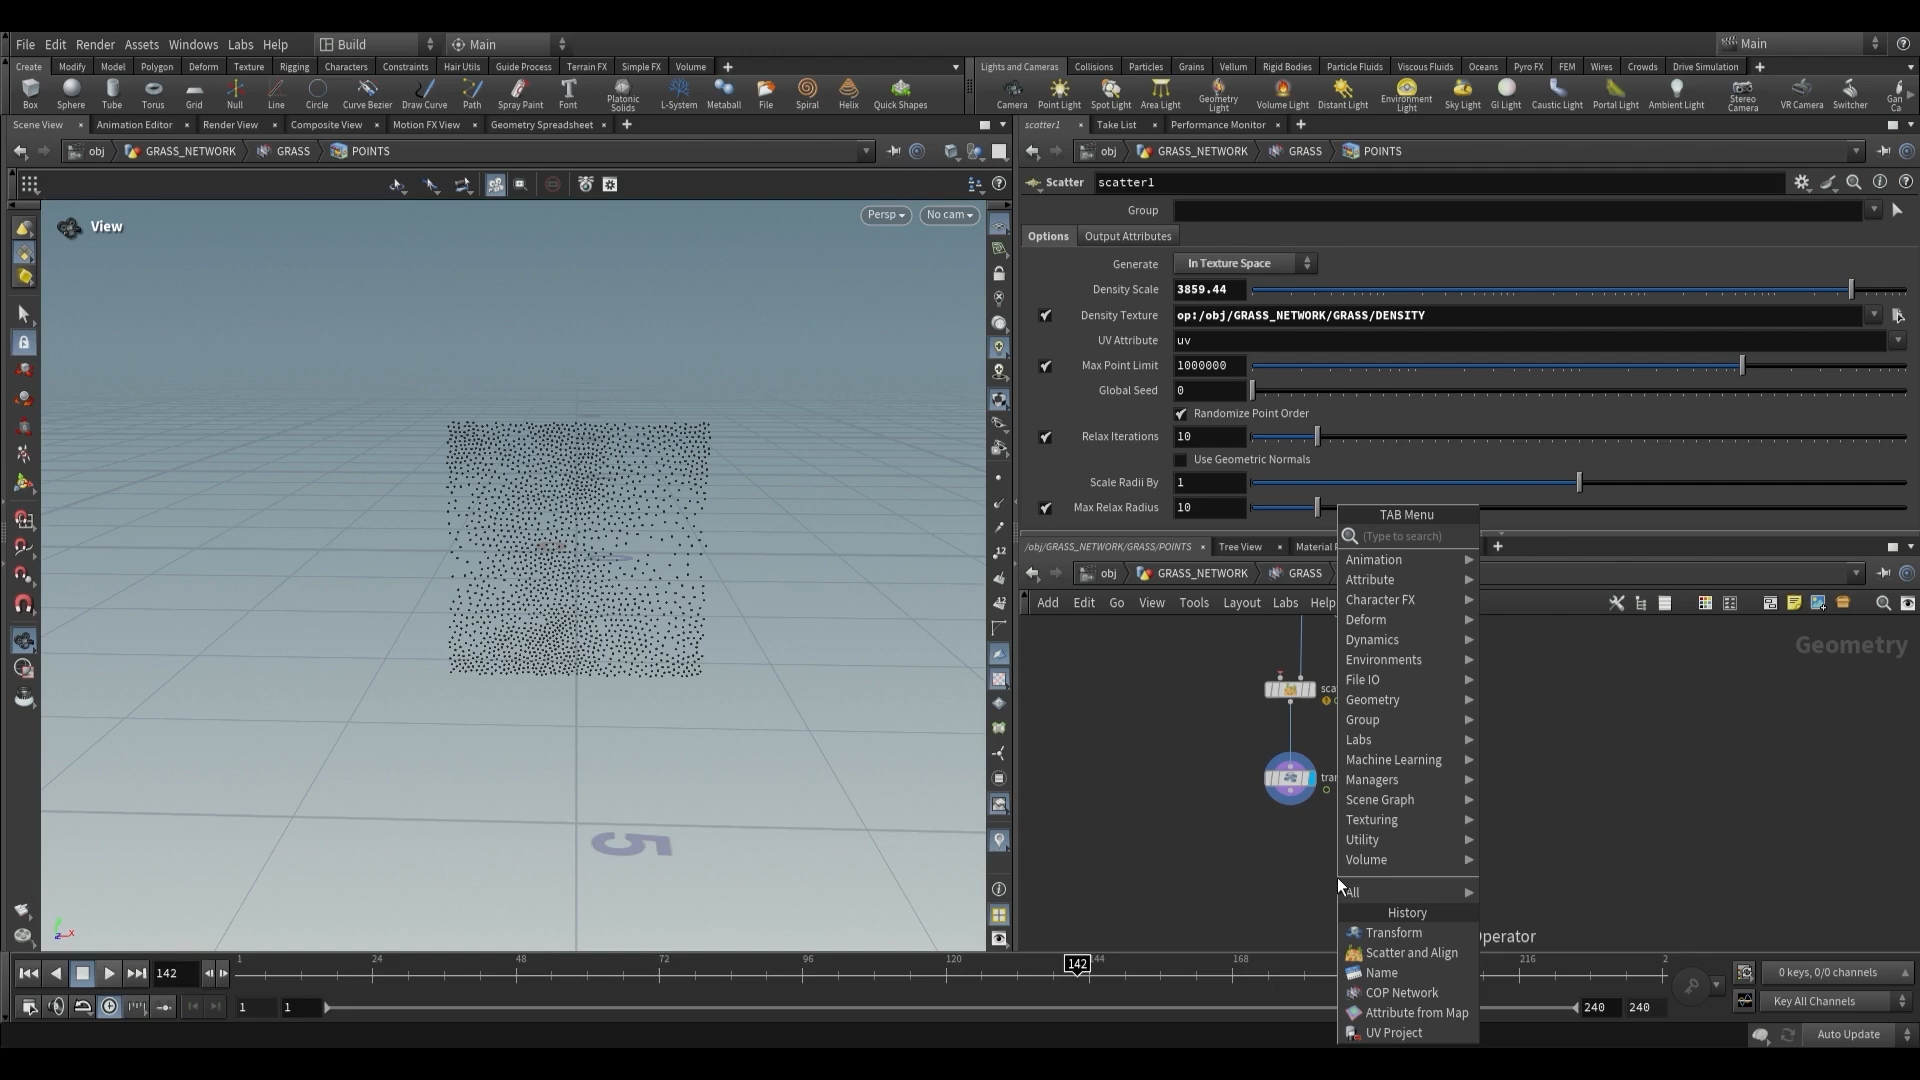 File Edit Render Assets Windows Labs Help Build Main Main
Create Modify Model Polygon Deform Texture Rigging Characters Constraints Hair Utils Guide Process Terrain FX Simple FX Volume
Lights and Cameras Collisions Particles Grains Vellum Rigid Bodies Particle Fluids Viscous Fluids Oceans Pyro FX FEM Wires Crowds Drive Simulation
Box Sphere Tube Torus Grid Null Line Circle Curve Bezier Draw Curve Path Spray Paint Font Platonic Solids L-System Metaball File Spiral Helix Quick Shapes
Camera Point Light Spot Light Area Light Geometry Light Volume Light Distant Light Environment Light Sky Light GI Light Caustic Light Portal Light Ambient Light Stereo Camera VR Camera Switcher Gan Ca
Scene View Animation Editor Render View Composite View Motion FX View Geometry Spreadsheet
scatter1 Take List Performance Monitor
obj GRASS_NETWORK GRASS POINTS
obj GRASS_NETWORK GRASS POINTS
View
Persp
No cam
5
Scatter scatter1
Group
Options Output Attributes
Generate In Texture Space
Density Scale 3859.44
Density Texture op:/obj/GRASS_NETWORK/GRASS/DENSITY
UV Attribute uv
Max Point Limit 1000000
Global Seed 0
Randomize Point Order
Relax Iterations 10
Use Geometric Normals
Scale Radii By 1
Max Relax Radius 10
/obj/GRASS_NETWORK/GRASS/POINTS Tree View Material
obj GRASS_NETWORK GRASS
Add Edit Go View Tools Layout Labs Help
Geometry
sca
tran
TAB Menu
(Type to search)
Animation
Attribute
Character FX
Deform
Dynamics
Environments
File IO
Geometry
Group
Labs
Machine Learning
Managers
Scene Graph
Texturing
Utility
Volume
All
History
Transform
Scatter and Align
Name
COP Network
Attribute from Map
UV Project
Operator
142
1 24 48 72 96 120 142 144 168 216 2
0 keys, 0/0 channels
1 1 240 240
Key All Channels
Auto Update